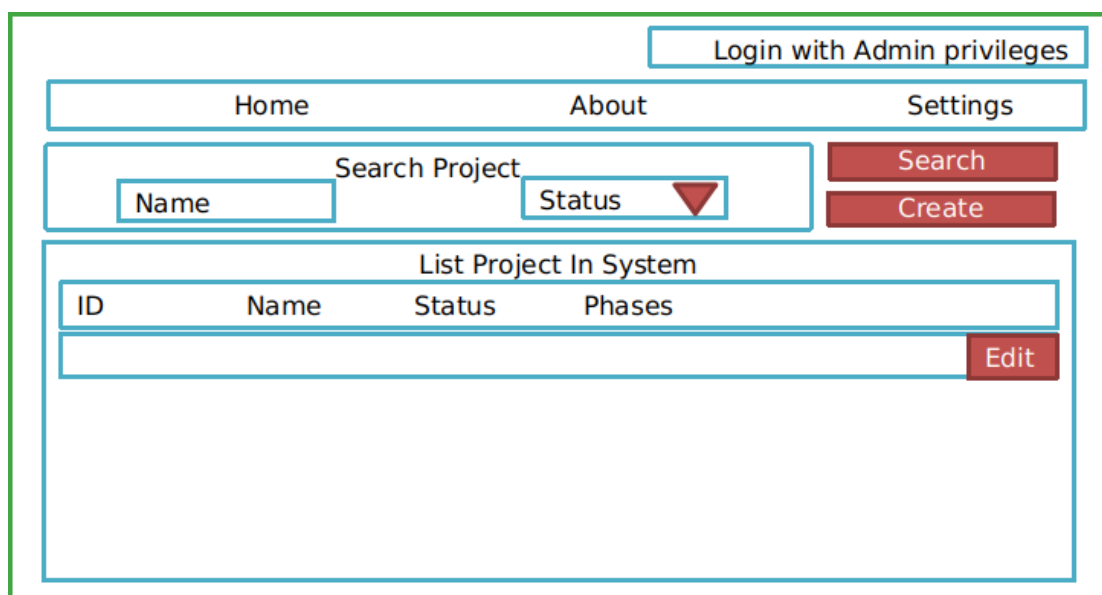 Login with Admin privileges
Home About Settings
Search Project
Name Status
Search
Create
List Project In System
ID Name Status Phases
Edit